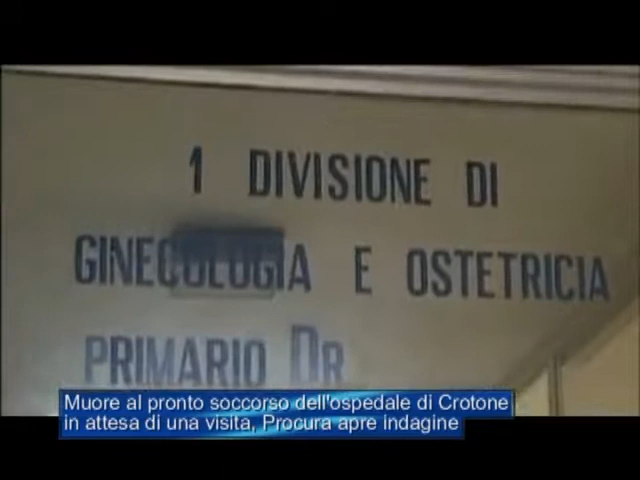 1 DIVISIONE DI
GINECOLOGIA E OSTETRICIA
PRIMARIO DR
Muore al pronto soccorso dell'ospedale di Crotone
in attesa di una visita, Procura apre indagine